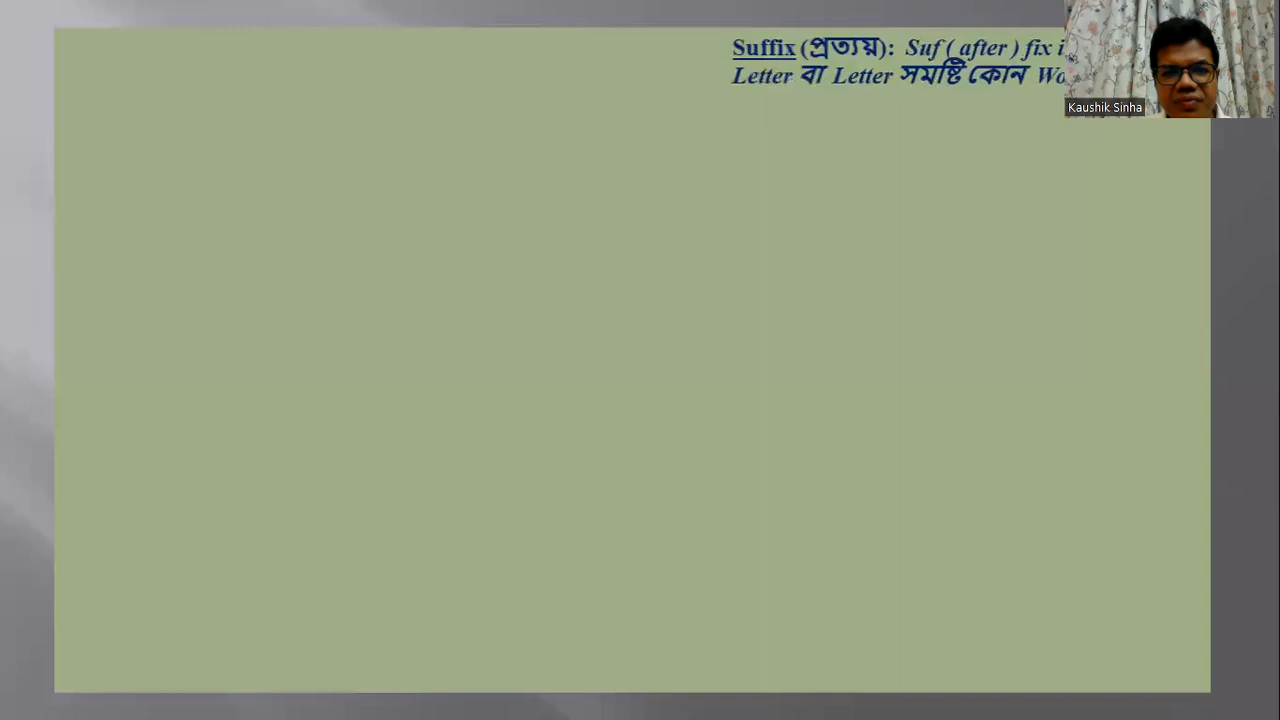 Suffix (প্রত্যয়): Suf ( after ) fix
Letter বা Letter সমষ্টি কোন
Kaushik Sinha